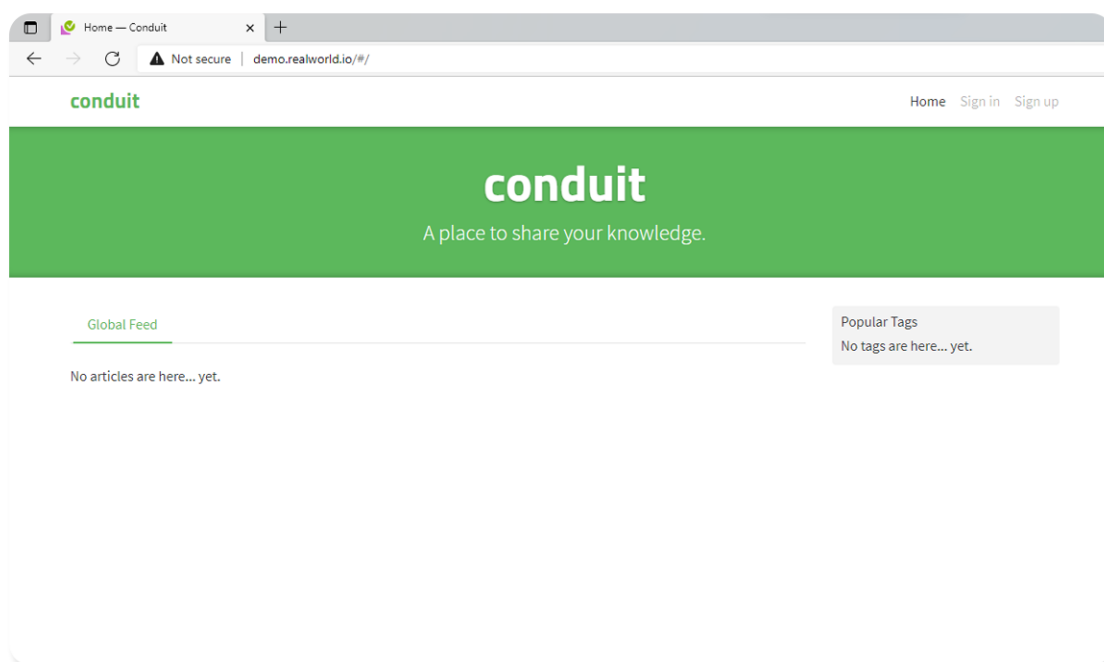 Home — Conduit
Not secure | demo.realworld.io/#/
conduit
Home Sign in Sign up
conduit
A place to share your knowledge.
Global Feed
Popular Tags
No tags are here... yet.
No articles are here... yet.